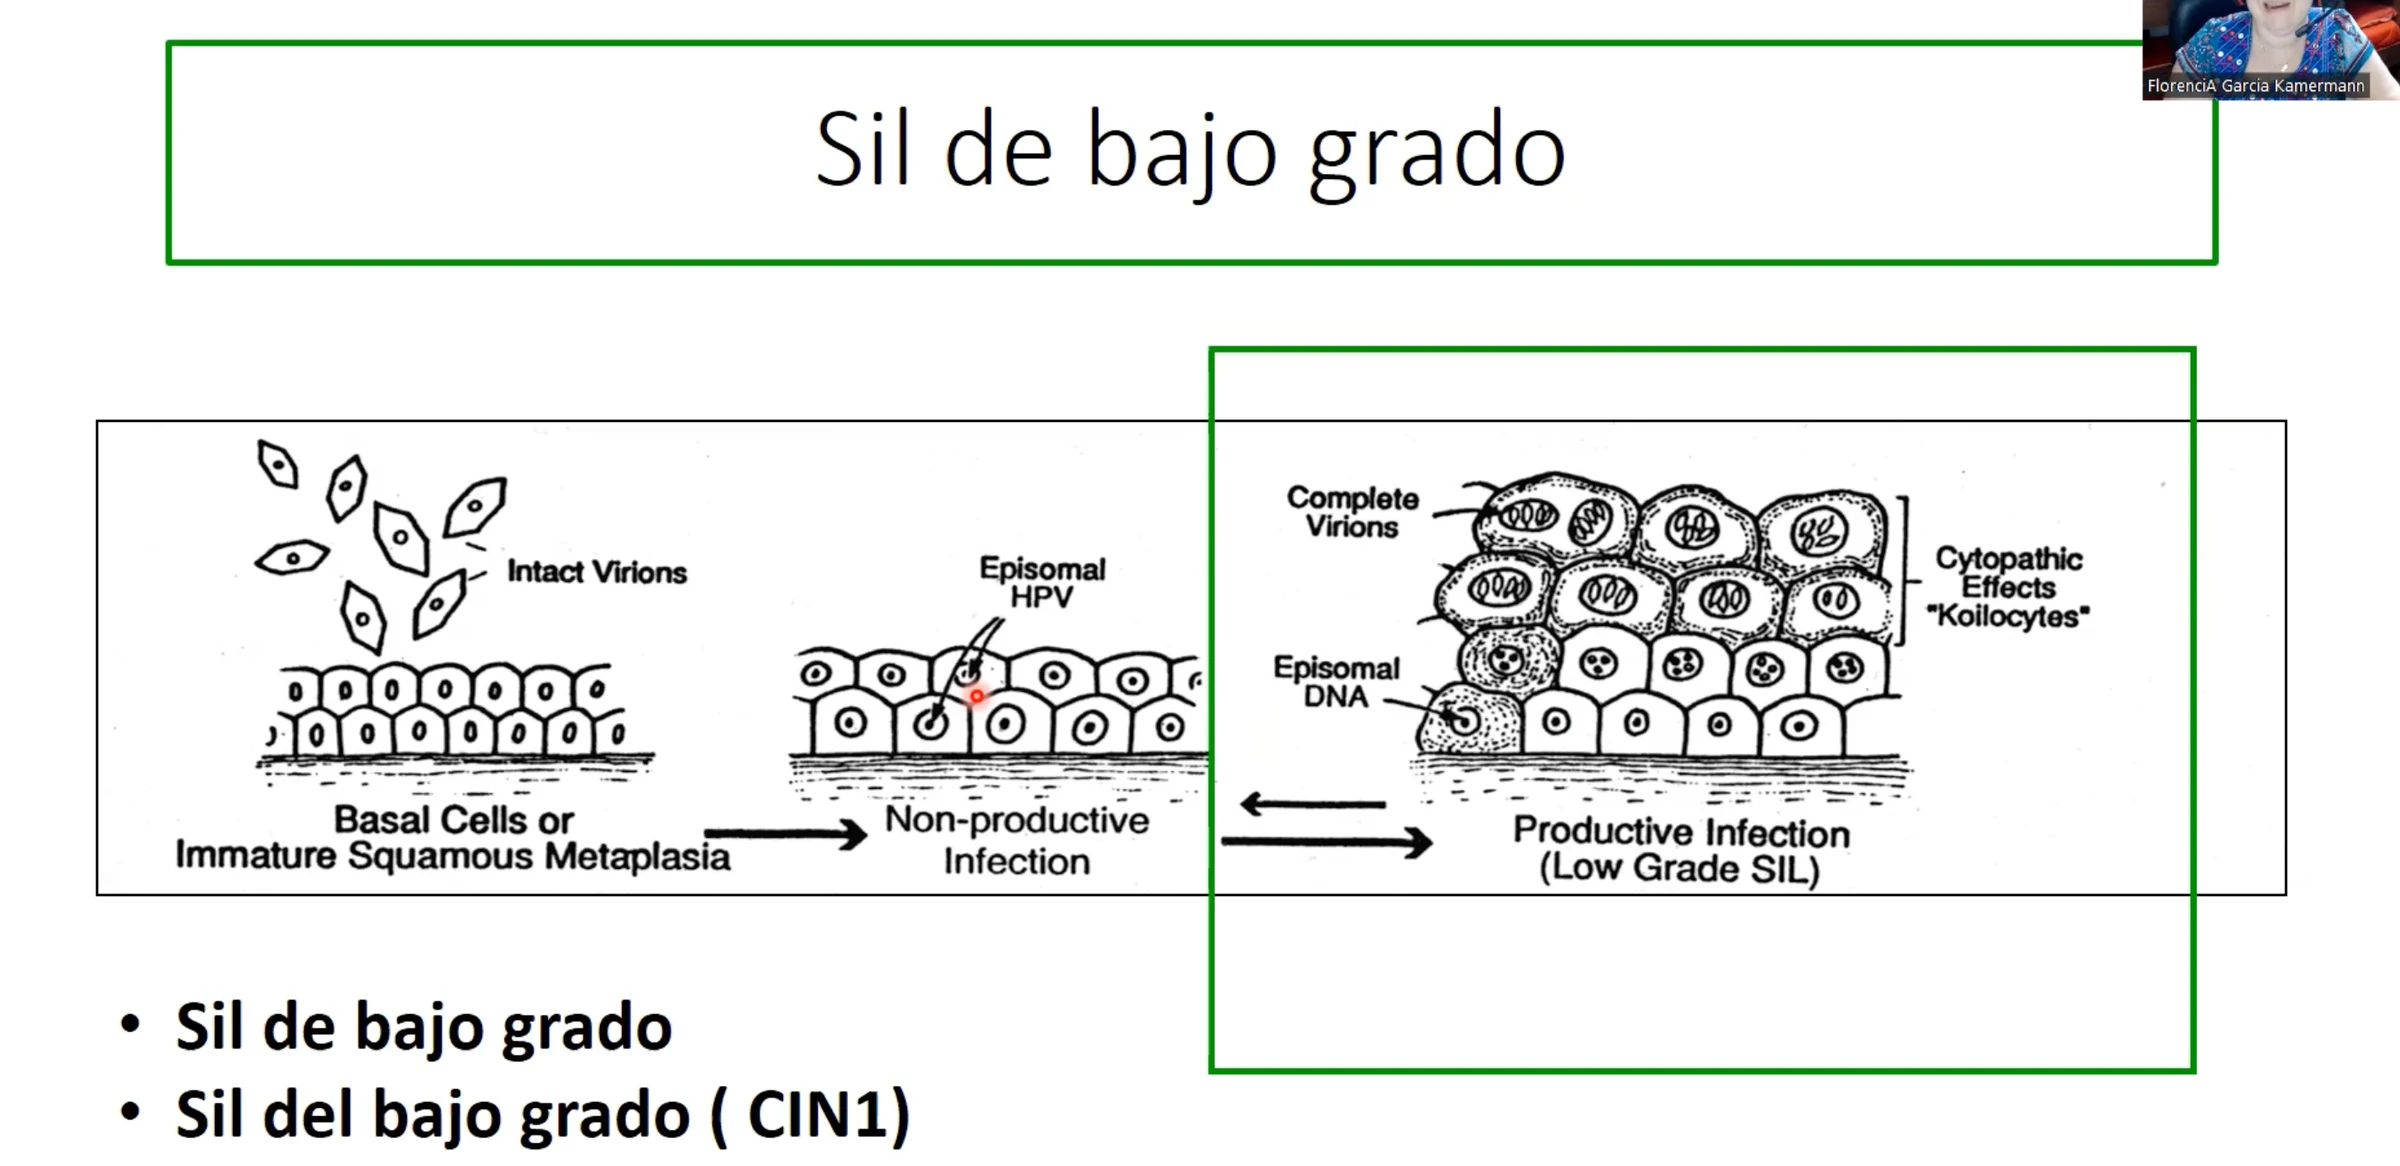 FlorenciA Garcia Kamermann
Sil de bajo grado
Intact Virions
Basal Cells or
Immature Squamous Metaplasia
Episomal
HPV
Non-productive
Infection
Complete
Virions
Episomal
DNA
Cytopathic
Effects
"Koilocytes"
Productive Infection
(Low Grade SIL)
• Sil de bajo grado
• Sil del bajo grado ( CIN1)